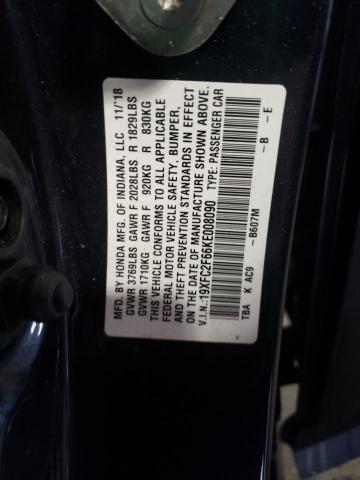 MFD. BY HONDA MFG. OF INDIANA, LLC 11/'18
GVWR 3769LBS GAWR F 2028LBS R 1829LBS
GVWR 1710KG GAWR F 920KG R 830KG
THIS VEHICLE CONFORMS TO ALL APPLICABLE
FEDERAL MOTOR VEHICLE SAFETY, BUMPER,
AND THEFT PREVENTION STANDARDS IN EFFECT
ON THE DATE OF MANUFACTURE SHOWN ABOVE.
V.I.N.:19XFC2F66KE008090 TYPE: PASSENGER CAR
TBA K AC9 -B607M -B -E